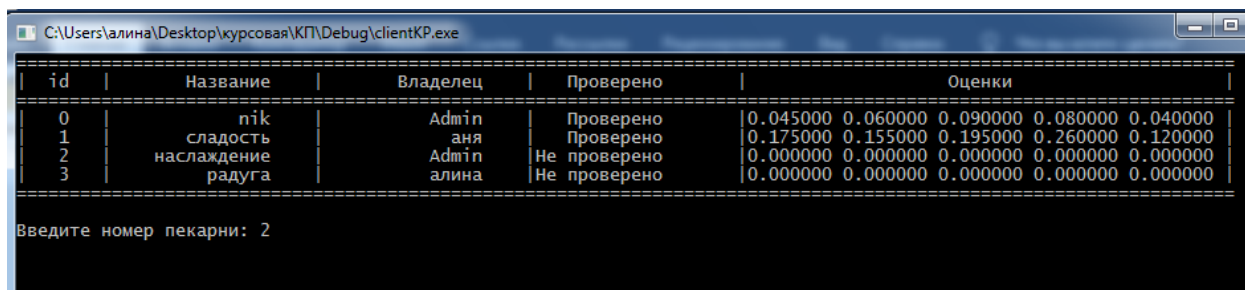 C:\Users\алина\Desktop\курсовая\КП\Debug\clientKP.exe
| id | Название | Владелец | Проверено | Оценки |
| 0 | nik | Admin | Проверено |0.045000 0.060000 0.090000 0.080000 0.040000 |
| 1 | сладость | аня | Проверено |0.175000 0.155000 0.195000 0.260000 0.120000 |
| 2 | наслаждение | Admin |Не проверено |0.000000 0.000000 0.000000 0.000000 0.000000 |
| 3 | радуга | алина |Не проверено |0.000000 0.000000 0.000000 0.000000 0.000000 |
Введите номер пекарни: 2